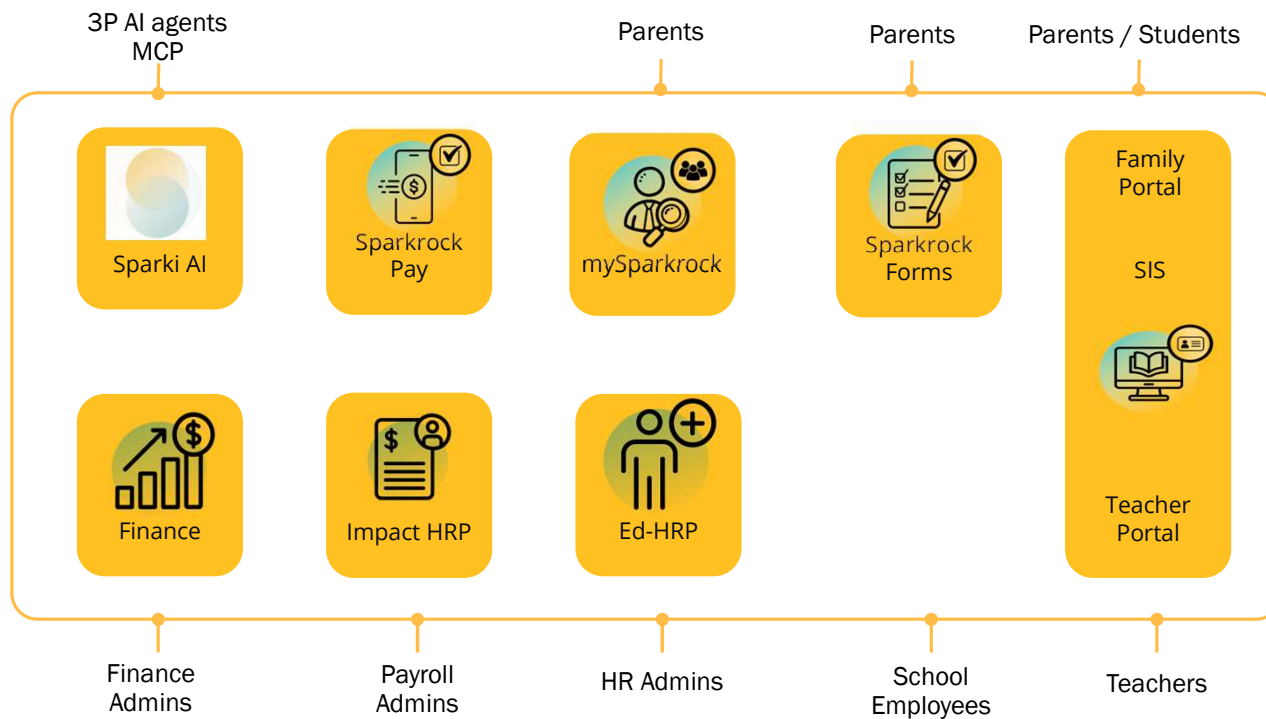 3P AI agents
MCP
Parents
Parents
Parents / Students
Sparki AI
Sparkrock
Pay
mySparkrock
Sparkrock
Forms
Family
Portal
SIS
Teacher
Portal
Finance
Impact HRP
Ed-HRP
Finance
Admins
Payroll
Admins
HR Admins
School
Employees
Teachers